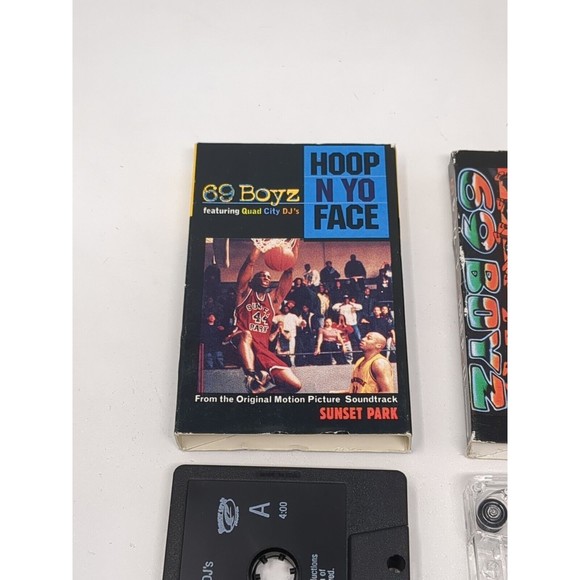 HOOP
N YO
FACE
69 Boyz
featuring Quad City DJ's
SUNSET
PARK
44
From the Original Motion Picture Soundtrack
SUNSET PARK
69 BOYZ
A
4:00
DJ's